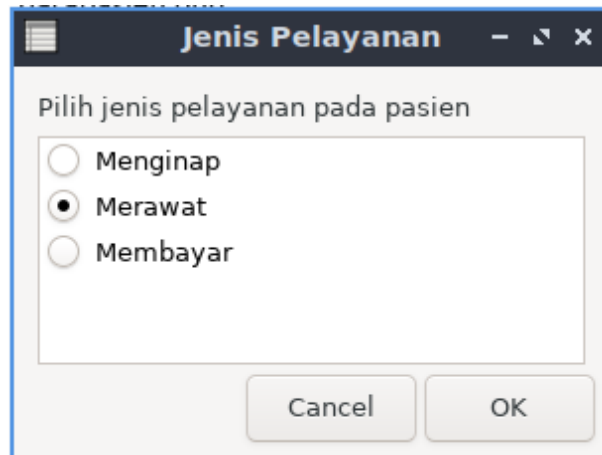 Jenis Pelayanan
Pilih jenis pelayanan pada pasien
Menginap
Merawat
Membayar
Cancel OK